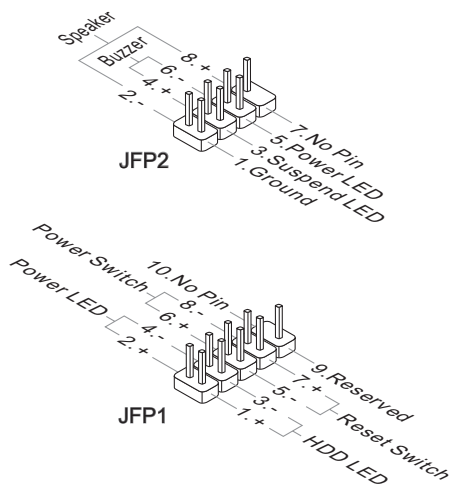 Speaker
Buzzer
8.+
6.-
4.+
2.-
7.No Pin
5.Power LED
3.Suspend LED
1.Ground
JFP2
10.No Pin
Power Switch
8.-
6.+
Power LED
4.-
2.+
9.Reserved
7.+
5.-
Reset Switch
3.-
1.+
HDD LED
JFP1